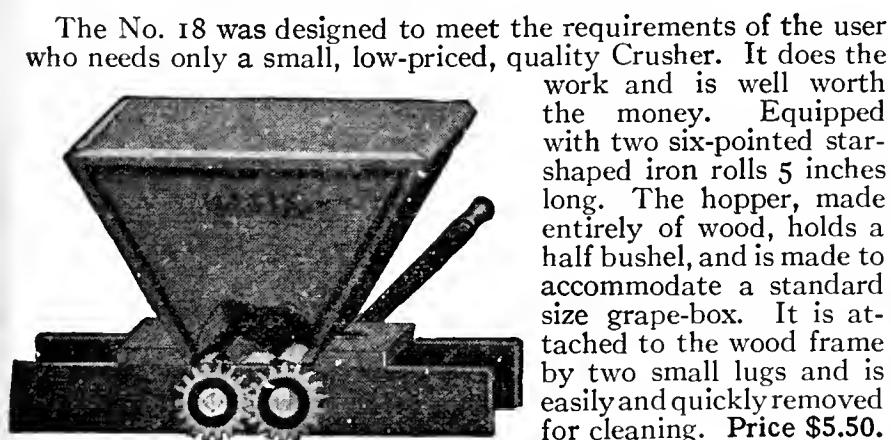 The No. 18 was designed to meet the requirements of the user
who needs only a small, low-priced, quality Crusher. It does the
work and is well worth
the money. Equipped
with two six-pointed star-
shaped iron rolls 5 inches
long. The hopper, made
entirely of wood, holds a
half bushel, and is made to
accommodate a standard
size grape-box. It is at-
tached to the wood frame
by two small lugs and is
easily and quickly removed
for cleaning. Price $5.50.